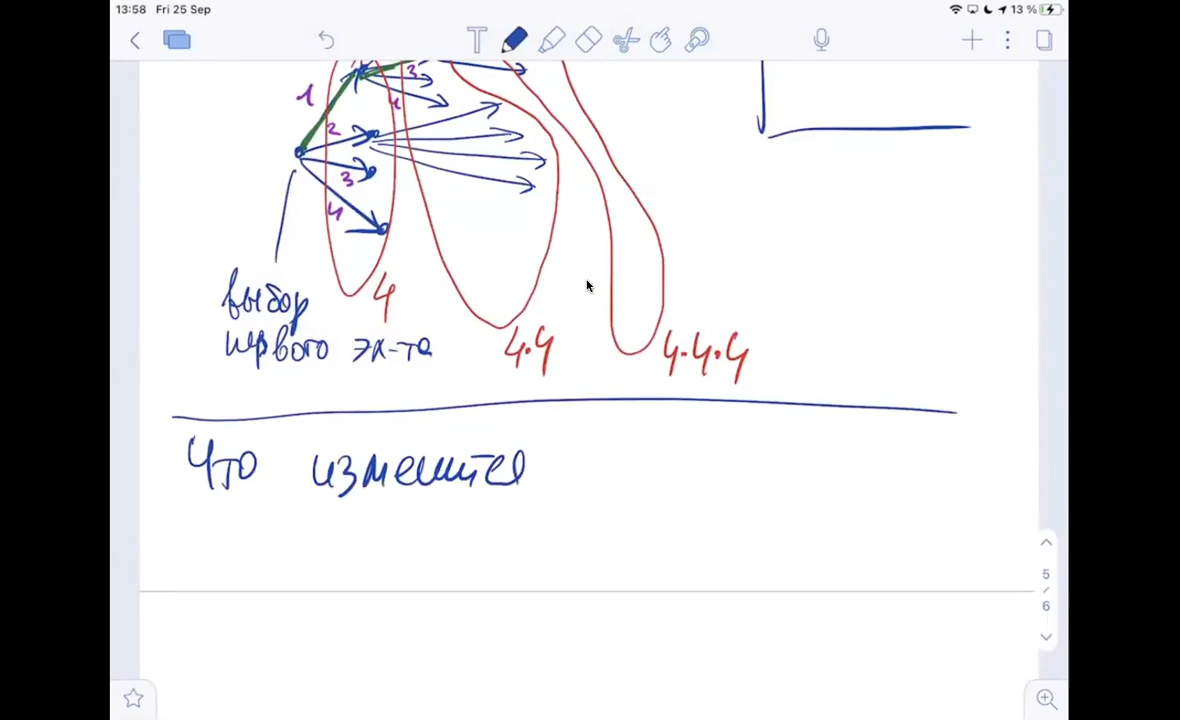 13:58 Fri 25 Sep 13 %
1 3
4
2
3
4
выбор 4
первого эл-та 4·4 4·4·4
Что изменится
5
/
6